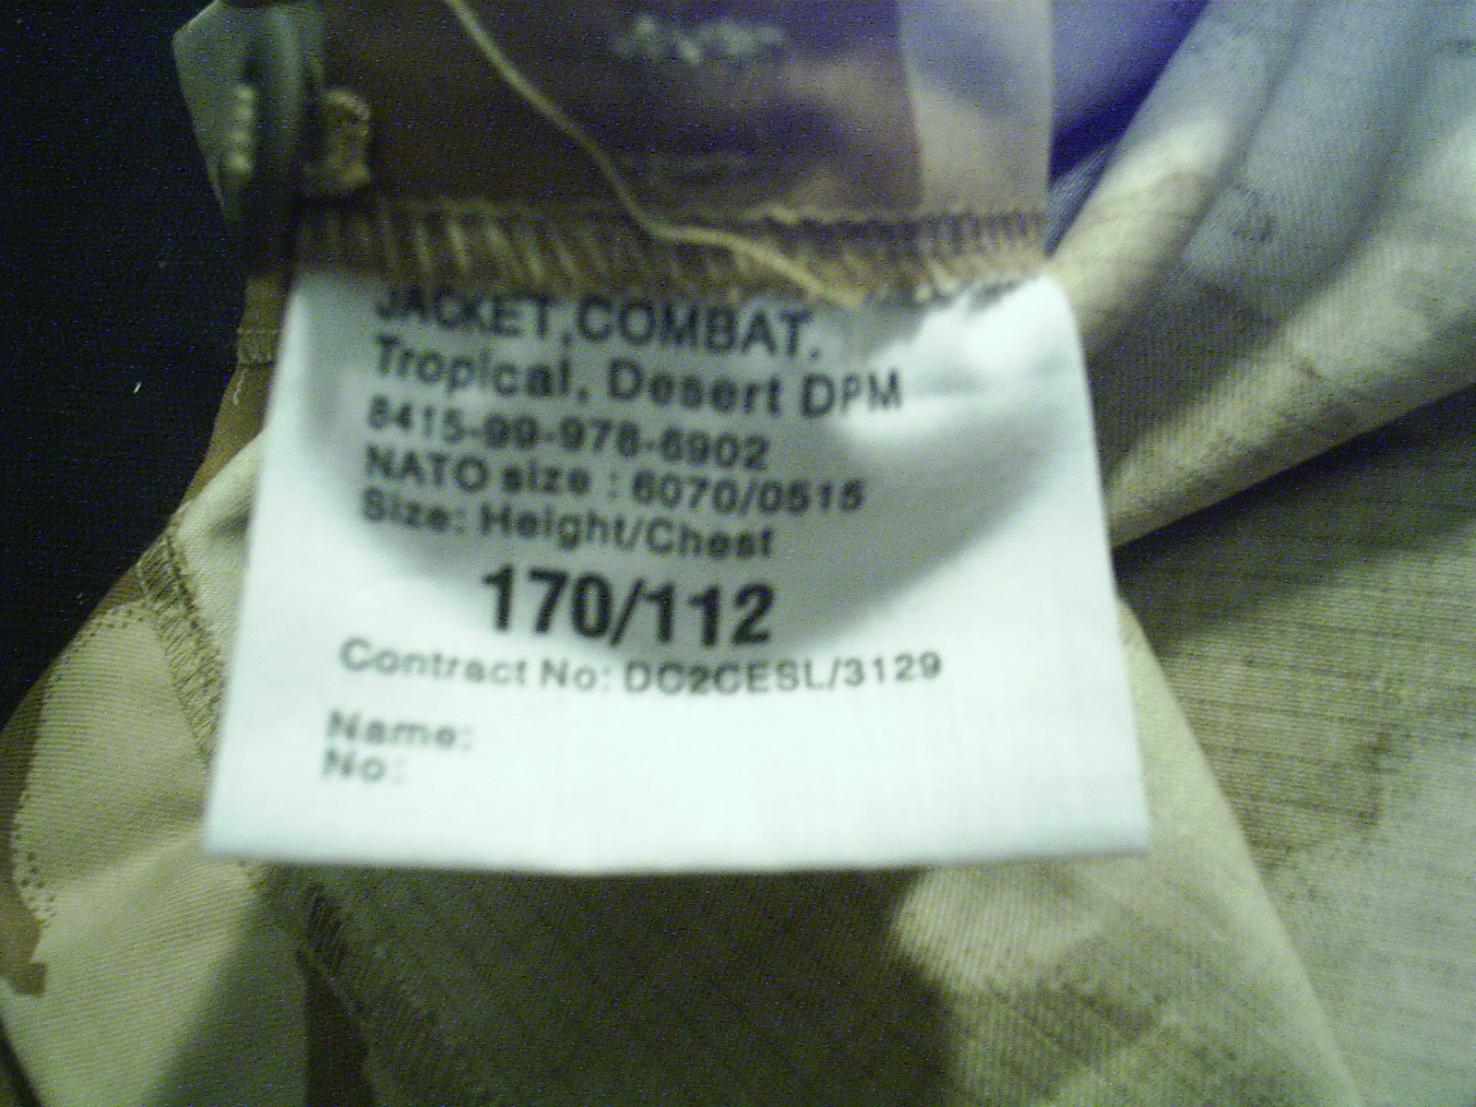 JACKET,COMBAT.
Tropical, Desert DPM
8415-99-978-6902
NATO size : 6070/0515
Size: Height/Chest
170/112
Contract No: DC2CESL/3129
Name:
No: